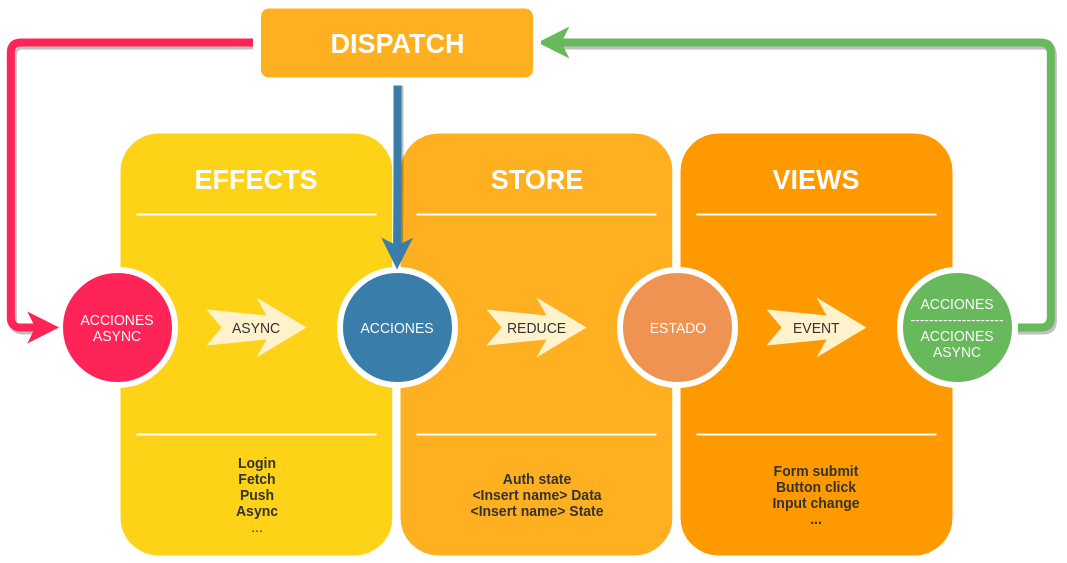 DISPATCH
EFFECTS
STORE
VIEWS
ACCIONES
ASYNC
ASYNC
ACCIONES
REDUCE
ESTADO
EVENT
ACCIONES
--------------------
ACCIONES
ASYNC
Login
Fetch
Push
Async
...
Auth state
<Insert name> Data
<Insert name> State
Form submit
Button click
Input change
...